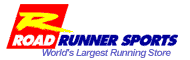 R
ROAD RUNNER SPORTS
World's Largest Running Store